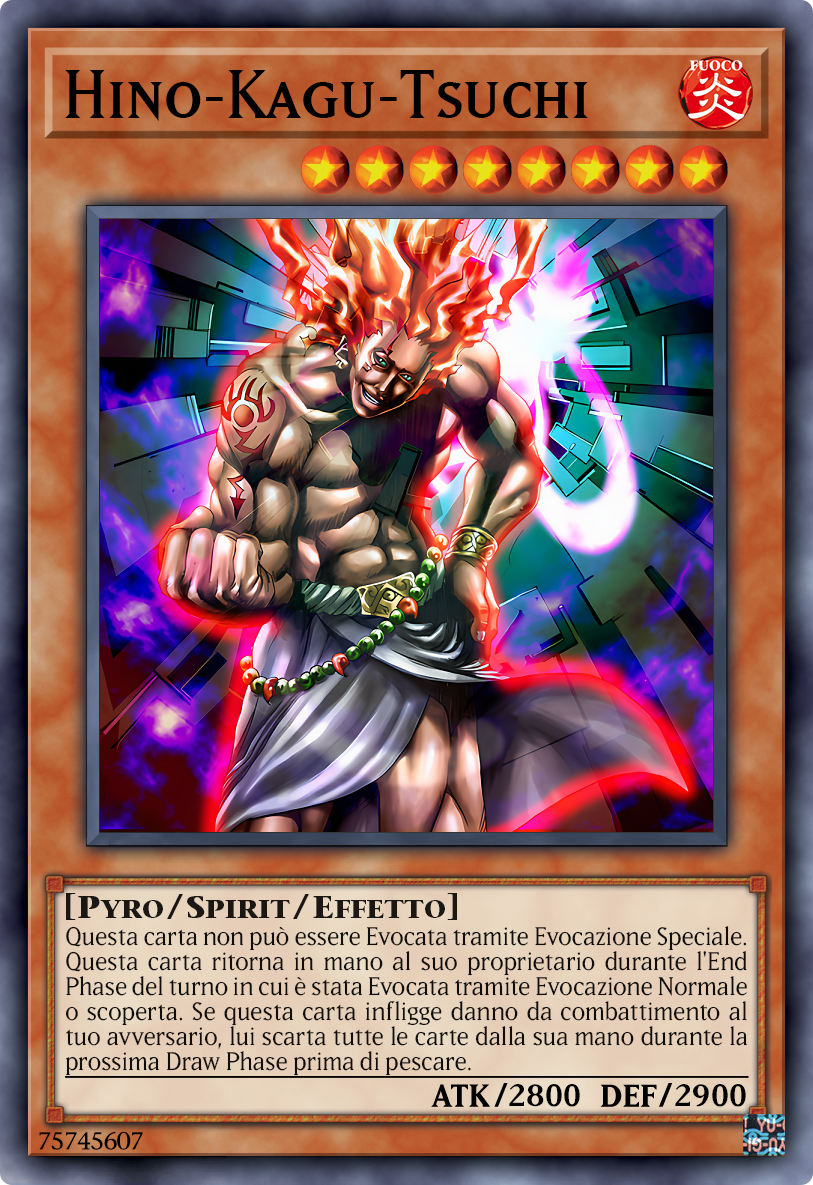 Hino-Kagu-Tsuchi
FUOCO
炎
[Pyro/Spirit/Effetto]
Questa carta non può essere Evocata tramite Evocazione Speciale.
Questa carta ritorna in mano al suo proprietario durante l'End
Phase del turno in cui è stata Evocata tramite Evocazione Normale
o scoperta. Se questa carta infligge danno da combattimento al
tuo avversario, lui scarta tutte le carte dalla sua mano durante la
prossima Draw Phase prima di pescare.
ATK/2800 DEF/2900
75745607